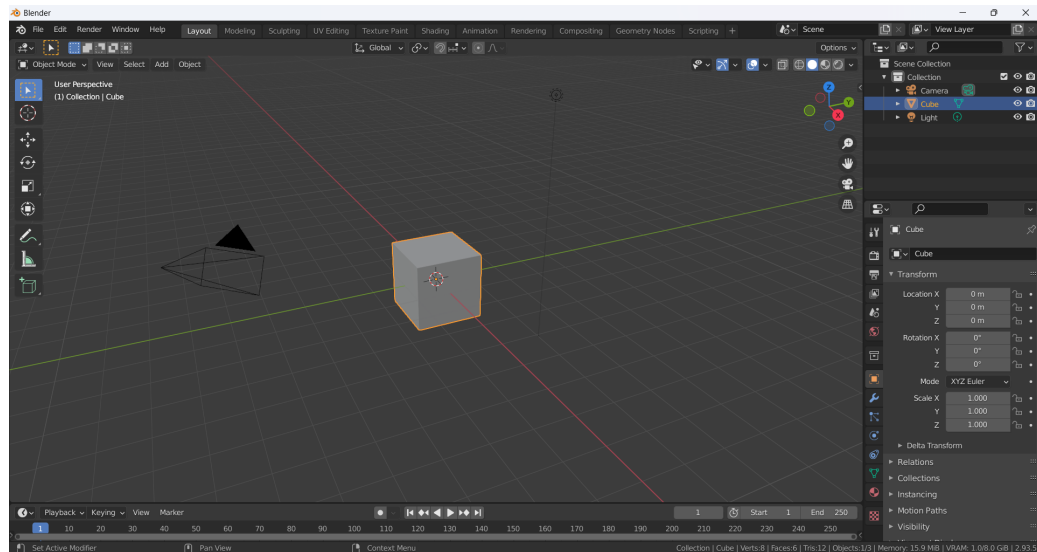 Blender
File Edit Render Window Help Layout Modeling Sculpting UV Editing Texture Paint Shading Animation Rendering Compositing Geometry Nodes Scripting + Scene View Layer
Global Options
Object Mode View Select Add Object
User Perspective
(1) Collection | Cube
Z
Y
X
Scene Collection
Collection
Camera
Cube
Light
Cube
Cube
Transform
Location X 0 m
Y 0 m
Z 0 m
Rotation X 0°
Y 0°
Z 0°
Mode XYZ Euler
Scale X 1.000
Y 1.000
Z 1.000
Delta Transform
Relations
Collections
Instancing
Motion Paths
Visibility
Playback Keying View Marker 1 Start 1 End 250
1 10 20 30 40 50 60 70 80 90 100 110 120 130 140 150 160 170 180 190 200 210 220 230 240 250
Set Active Modifier Pan View Context Menu Collection | Cube | Verts:8 | Faces:6 | Tris:12 | Objects:1/3 | Memory: 15.9 MiB | VRAM: 1.0/8.0 GiB | 2.93.5